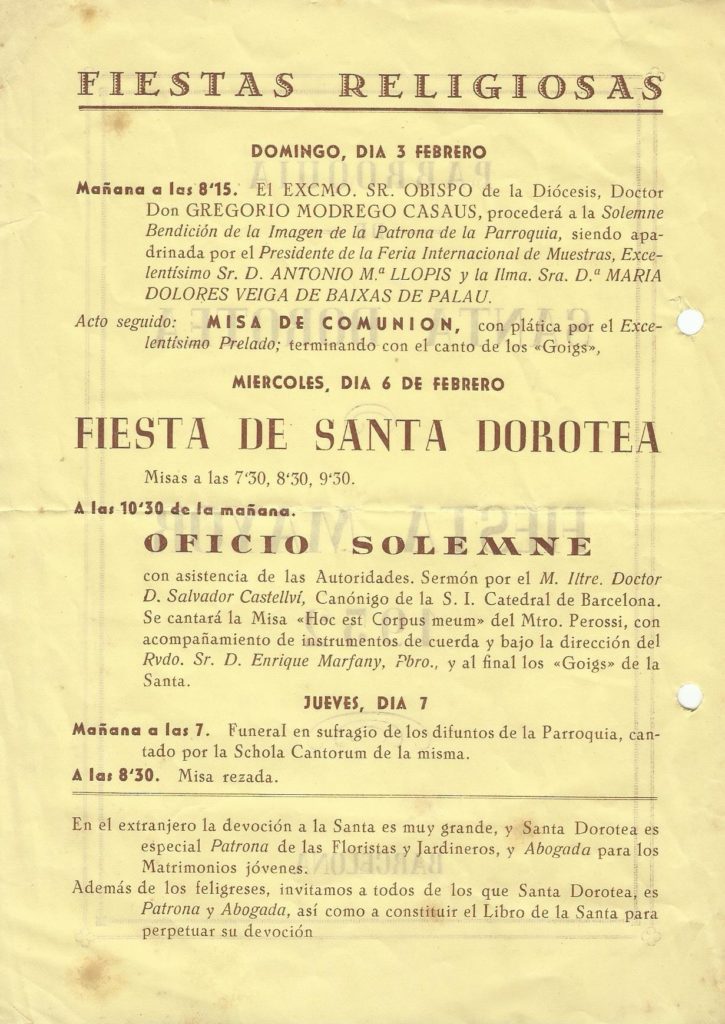 FIESTAS RELIGIOSAS
DOMINGO, DIA 3 FEBRERO
Mañana a las 8'15. El EXCMO. SR. OBISPO de la Diócesis, Doctor
Don GREGORIO MODREGO CASAUS, procederá a la Solemne
Bendición de la Imagen de la Patrona de la Parroquia, siendo apa-
drinada por el Presidente de la Feria Internacional de Muestras, Exce-
lentísimo Sr. D. ANTONIO M.ª LLOPIS y la Ilma. Sra. D.ª MARIA
DOLORES VEIGA DE BAIXAS DE PALAU.
Acto seguido: MISA DE COMUNION, con plática por el Exce-
lentísimo Prelado; terminando con el canto de los «Goigs»,
MIERCOLES, DIA 6 DE FEBRERO
FIESTA DE SANTA DOROTEA
Misas a las 7'30, 8'30, 9'30.
A las 10'30 de la mañana.
OFICIO SOLEMNE
con asistencia de las Autoridades. Sermón por el M. Iltre. Doctor
D. Salvador Castellví, Canónigo de la S. I. Catedral de Barcelona.
Se cantará la Misa «Hoc est Corpus meum» del Mtro. Perossi, con
acompañamiento de instrumentos de cuerda y bajo la dirección del
Rvdo. Sr. D. Enrique Marfany, Pbro., y al final los «Goigs» de la
Santa.
JUEVES, DIA 7
Mañana a las 7. Funeral en sufragio de los difuntos de la Parroquia, can-
tado por la Schola Cantorum de la misma.
A las 8'30. Misa rezada.
En el extranjero la devoción a la Santa es muy grande, y Santa Dorotea es
especial Patrona de las Floristas y Jardineros, y Abogada para los
Matrimonios jóvenes.
Además de los feligreses, invitamos a todos de los que Santa Dorotea, es
Patrona y Abogada, así como a constituir el Libro de la Santa para
perpetuar su devoción